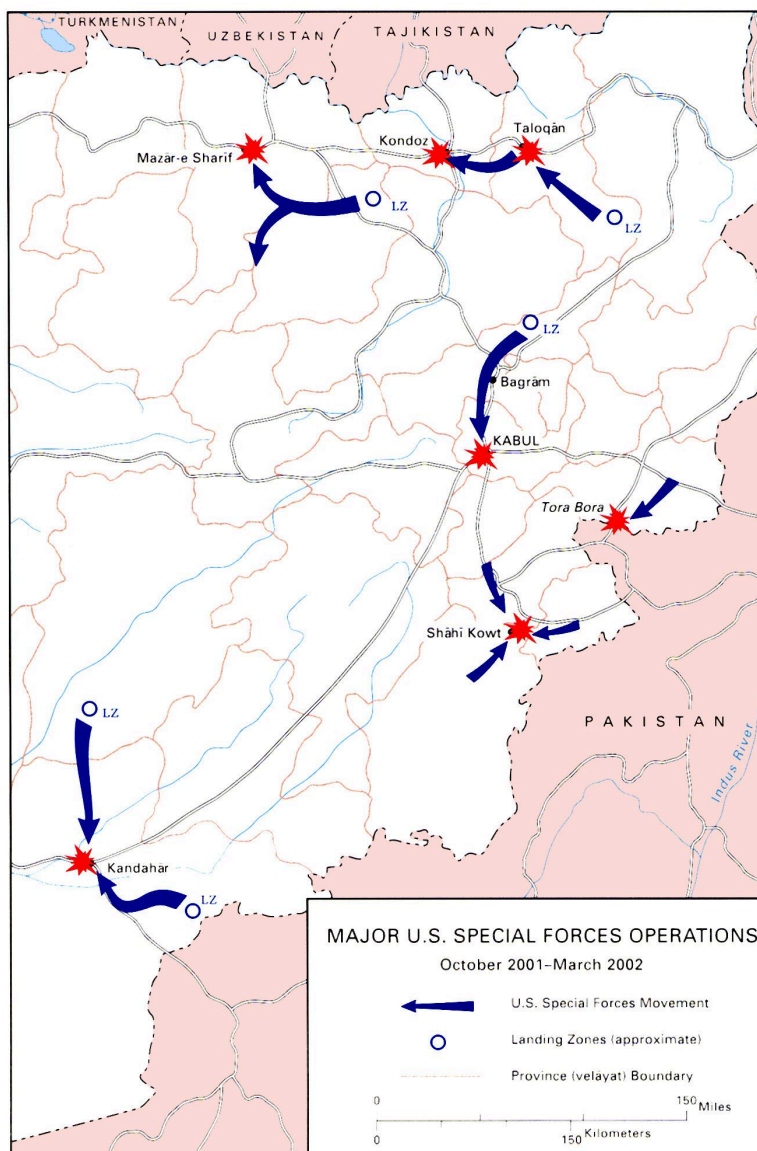 TURKMENISTAN
UZBEKISTAN
TAJIKISTAN
Mazār-e Sharīf
Kondoz
Taloqān
LZ
LZ
LZ
Bagrām
KABUL
Tora Bora
Shāhī Kowt
LZ
PAKISTAN
Indus River
Kandahār
LZ
MAJOR U.S. SPECIAL FORCES OPERATIONS
October 2001–March 2002
U.S. Special Forces Movement
Landing Zones (approximate)
Province (velāyat) Boundary
0 150 Miles
0 150 Kilometers